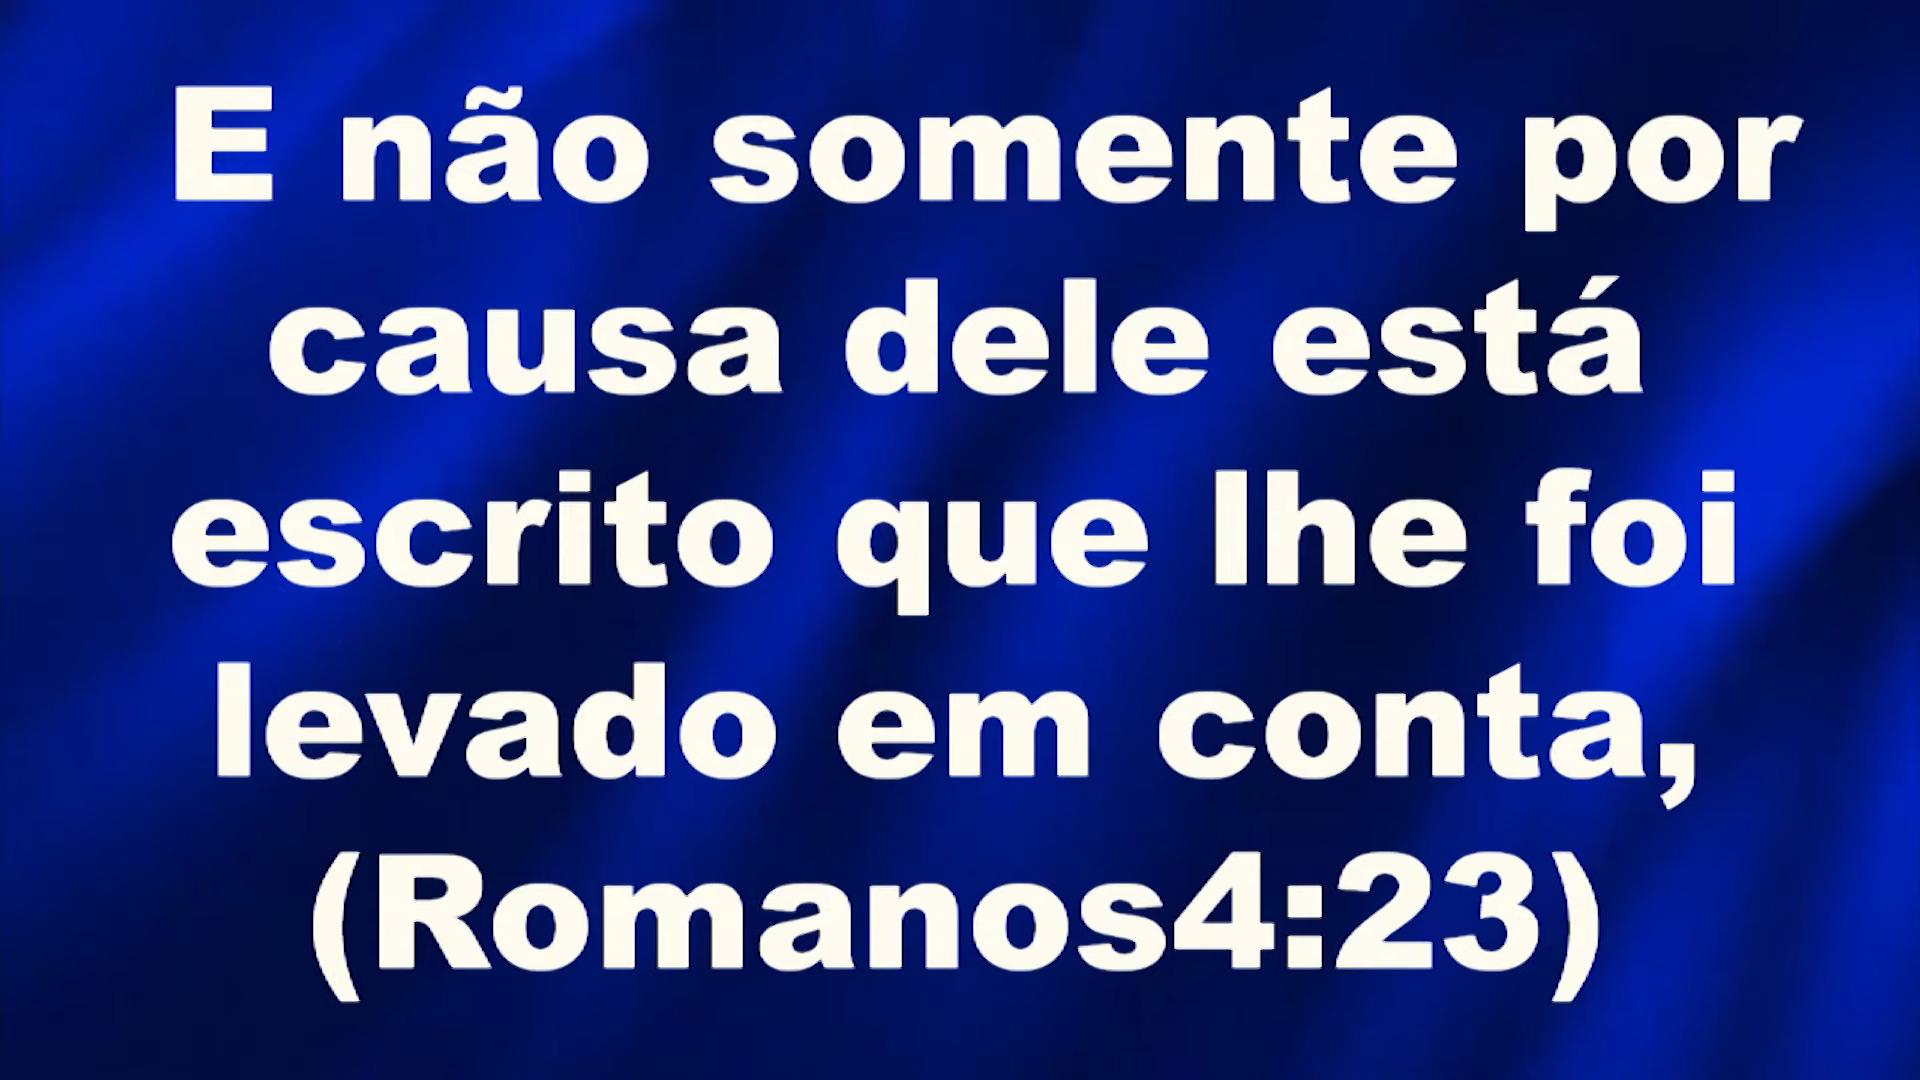 E não somente por
causa dele está
escrito que lhe foi
levado em conta,
(Romanos4:23)